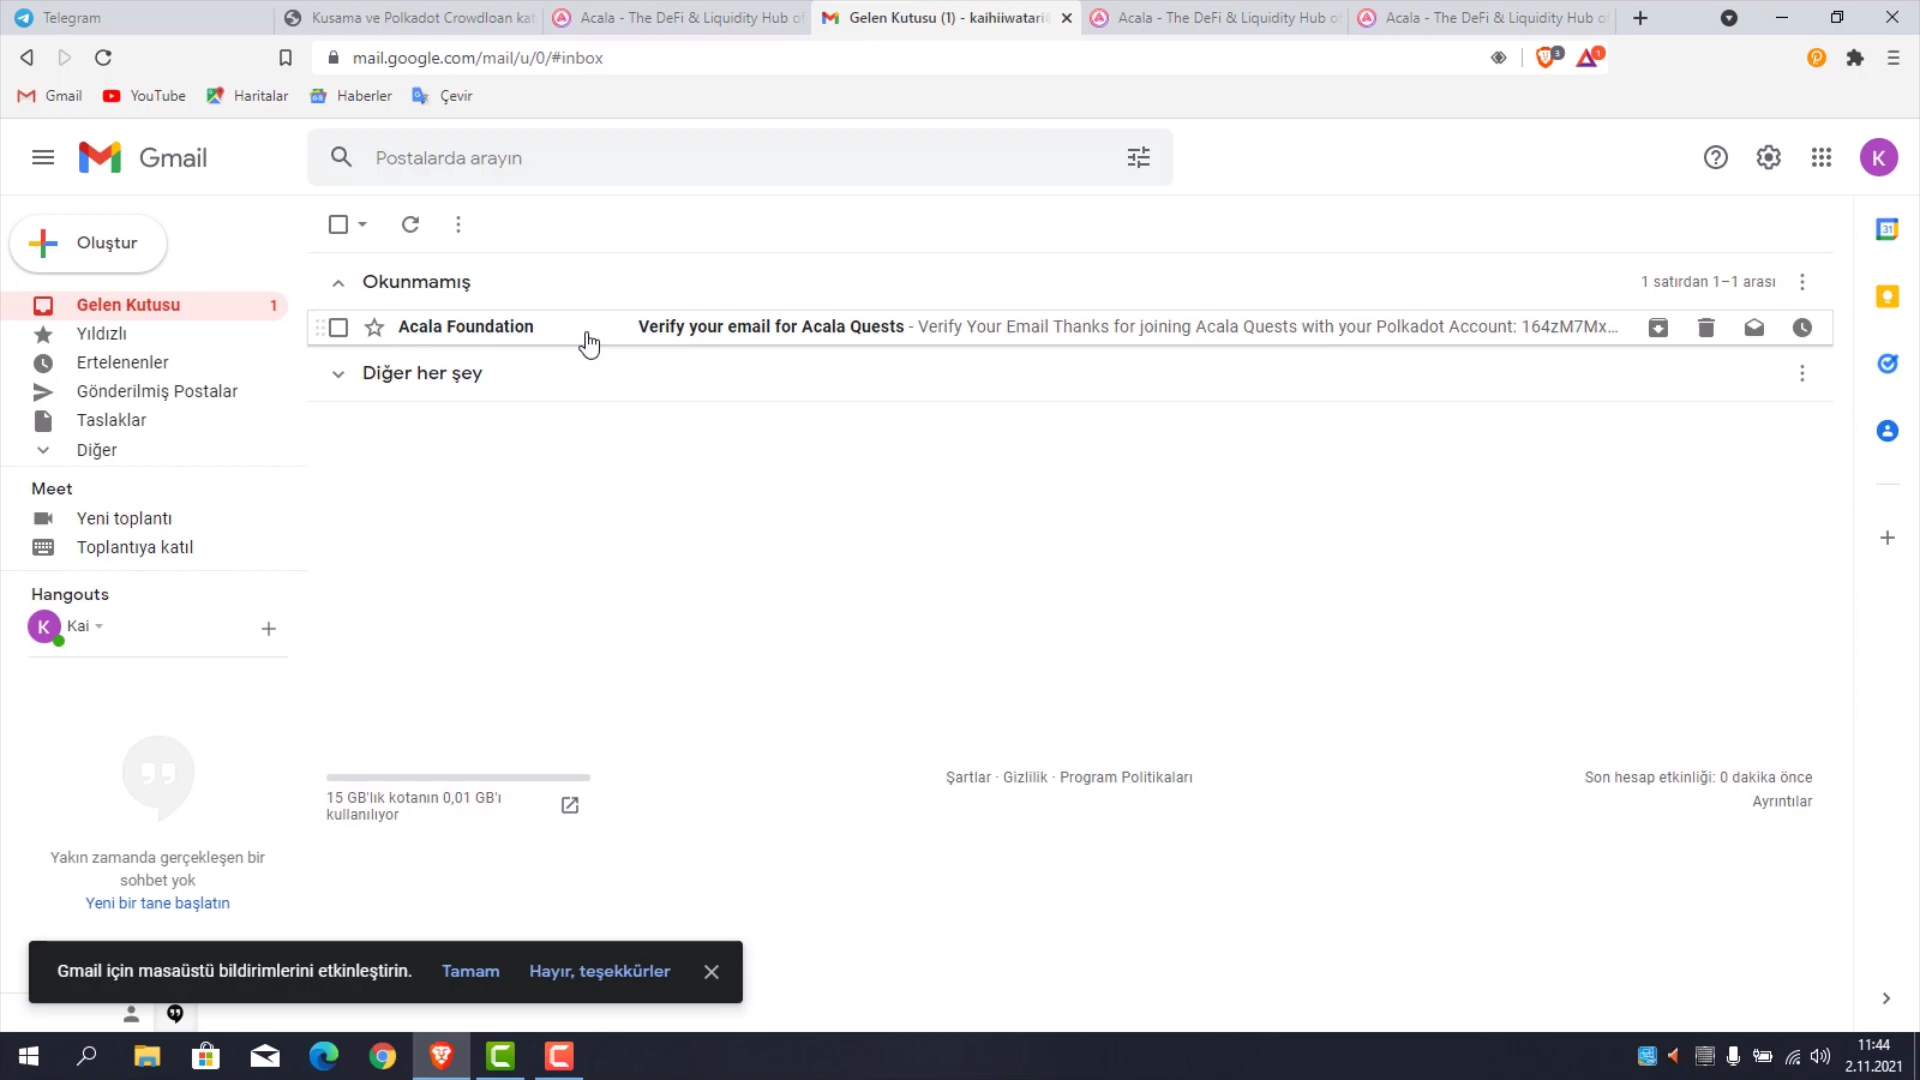 Telegram
Kusama ve Polkadot Crowdloan kat
Acala - The DeFi & Liquidity Hub of
Gelen Kutusu (1) - kaihiiwatari
Acala - The DeFi & Liquidity Hub of
Acala - The DeFi & Liquidity Hub of
mail.google.com/mail/u/0/#inbox
3
1
Gmail
YouTube
Haritalar
Haberler
Çevir
Gmail
Postalarda arayın
K
Oluştur
31
Okunmamış
1 satırdan 1–1 arası
Gelen Kutusu
1
Acala Foundation
Verify your email for Acala Quests - Verify Your Email Thanks for joining Acala Quests with your Polkadot Account: 164zM7Mx…
Yıldızlı
Ertelenenler
Diğer her şey
Gönderilmiş Postalar
Taslaklar
Diğer
Meet
Yeni toplantı
Toplantıya katıl
Hangouts
K
Kai
15 GB'lık kotanın 0,01 GB'ı
kullanılıyor
Şartlar · Gizlilik · Program Politikaları
Son hesap etkinliği: 0 dakika önce
Ayrıntılar
Yakın zamanda gerçekleşen bir
sohbet yok
Yeni bir tane başlatın
Gmail için masaüstü bildirimlerini etkinleştirin.
Tamam
Hayır, teşekkürler
11:44
2.11.2021